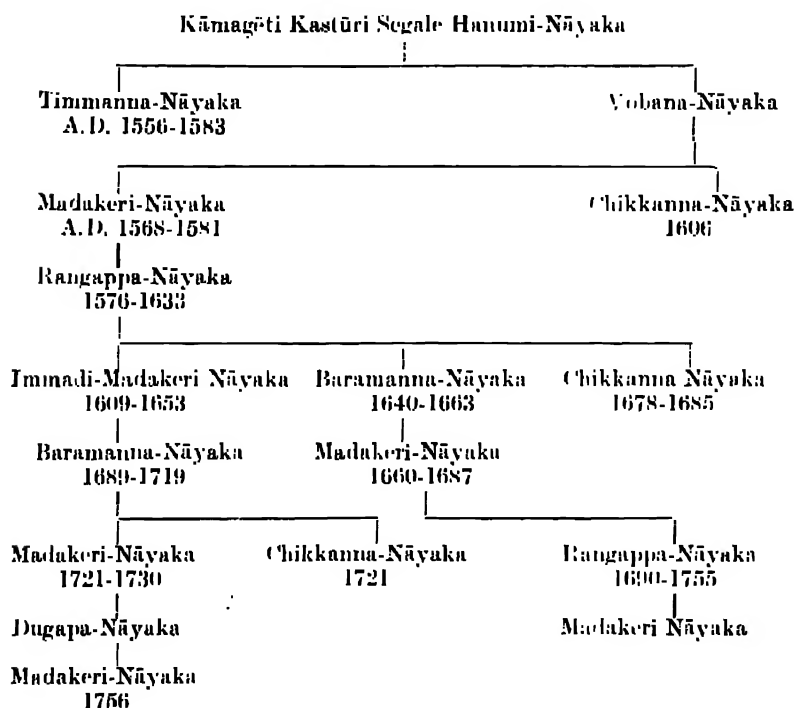 Kāmagēti Kastūri Segale Hanumi-Nāyaka
Timmanna-Nāyaka Vobana-Nāyaka
A.D. 1556-1583
Madakeri-Nāyaka Chikkanna-Nāyaka
A.D. 1568-1581 1606
Rangappa-Nāyaka
1576-1633
Immadi-Madakeri Nāyaka Baramanna-Nāyaka Chikkanna Nāyaka
1609-1653 1640-1663 1678-1685
Baramanna-Nāyaka Madakeri-Nāyaka
1689-1719 1660-1687
Madakeri-Nāyaka Chikkanna-Nāyaka Rangappa-Nāyaka
1721-1730 1721 1690-1755
Dugapa-Nāyaka Madakeri Nāyaka
Madakeri-Nāyaka
1756